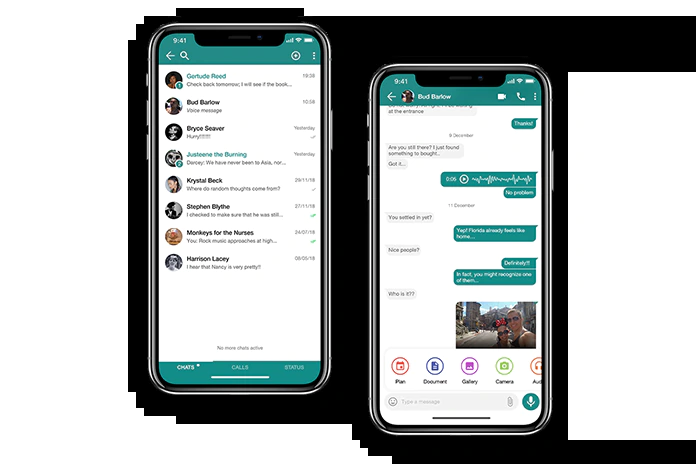 9:41
Gertude Reed
19:38
Check back tomorrow; I will see if the book...
Bud Barlow
10:58
Voice message
Bryce Seaver
Yesterday
Hurry!!!!!!!
Justeene the Burning
Yesterday
Darcey: We have never been to Asia, nor...
Krystal Beck
29/11/18
Where do random thoughts come from?
Stephen Blythe
27/11/18
I checked to make sure that he was still...
Monkeys for the Nurses
24/07/18
You: Rock music approaches at high...
Harrison Lacey
08/05/18
I hear that Nancy is very pretty!!
No more chats active
CHATS
CALLS
STATUS
9:41
Bud Barlow
at the entrance
Thanks!
9 December
Are you still there? I just found
something to bought..
Got it...
0:06
No problem
11 December
You settled in yet?
Yep! Florida already feels like
home....
Nice people?
Definitely!!!
In fact, you might recognize one
of them...
Who is it??
Plan
Document
Gallery
Camera
Type a message